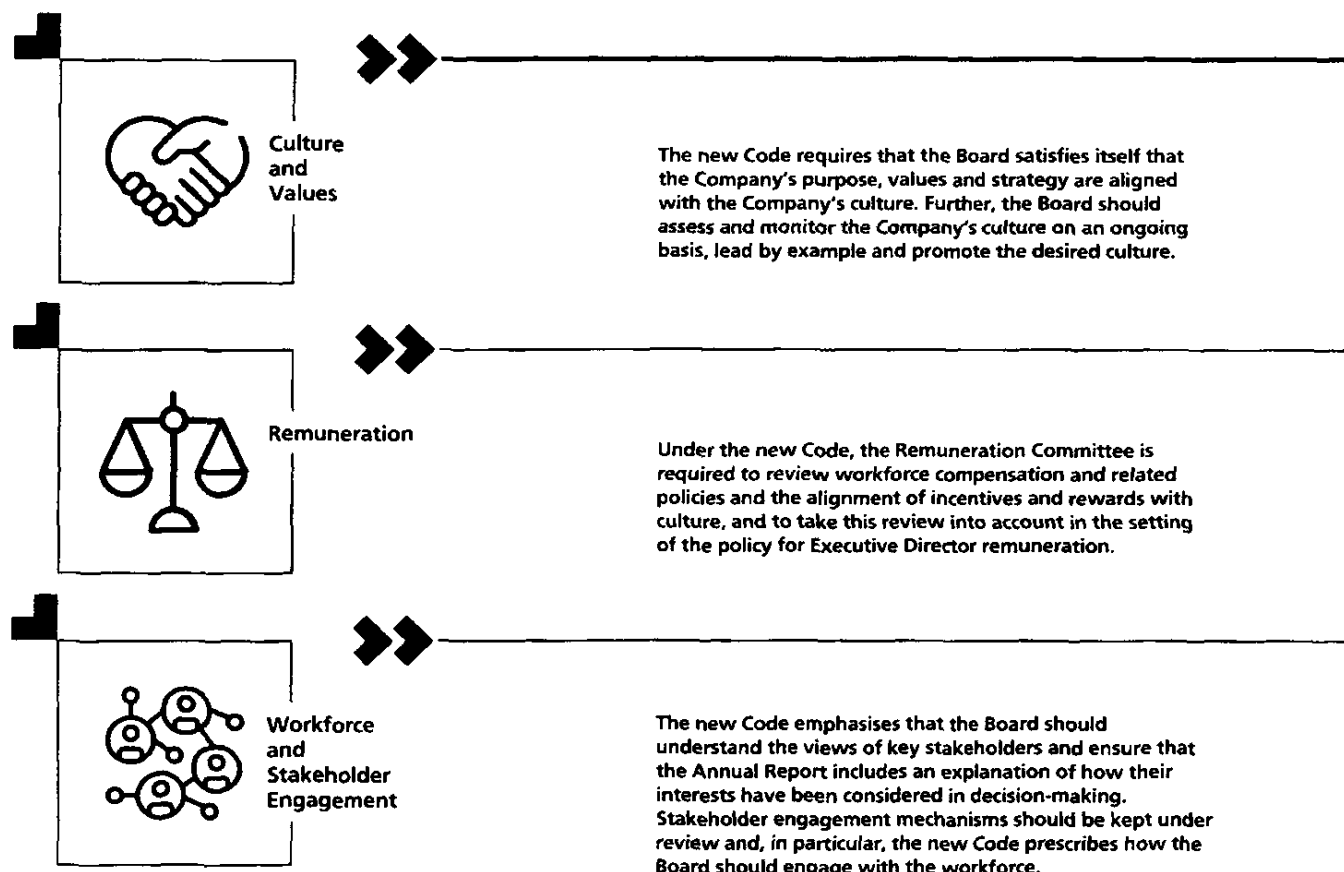 Culture
and
Values
The new Code requires that the Board satisfies itself that
the Company's purpose, values and strategy are aligned
with the Company's culture. Further, the Board should
assess and monitor the Company's culture on an ongoing
basis, lead by example and promote the desired culture.
Remuneration
Under the new Code, the Remuneration Committee is
required to review workforce compensation and related
policies and the alignment of incentives and rewards with
culture, and to take this review into account in the setting
of the policy for Executive Director remuneration.
Workforce
and
Stakeholder
Engagement
The new Code emphasises that the Board should
understand the views of key stakeholders and ensure that
the Annual Report includes an explanation of how their
interests have been considered in decision-making.
Stakeholder engagement mechanisms should be kept under
review and, in particular, the new Code prescribes how the
Board should engage with the workforce.